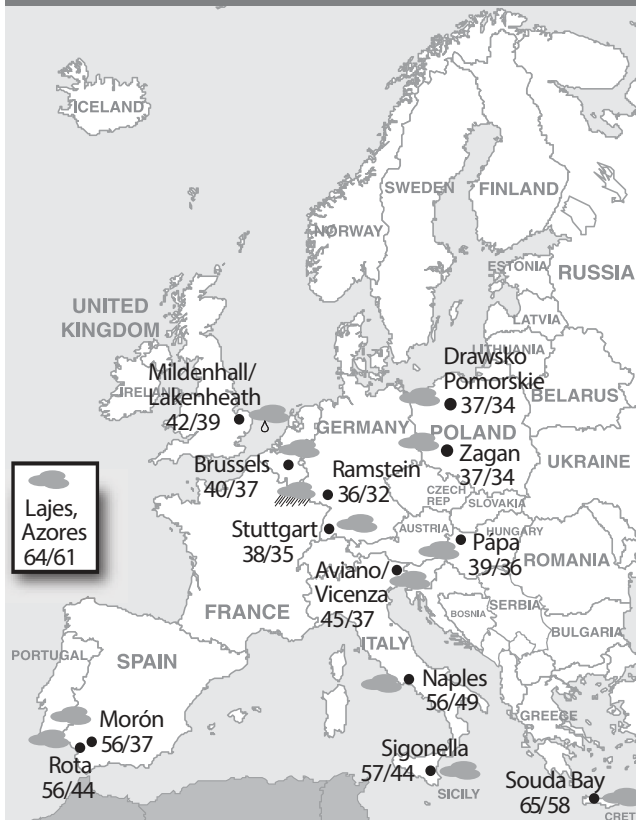 ICELAND
SWEDEN
FINLAND
NORWAY
ESTONIA
RUSSIA
LATVIA
LITHUANIA
UNITED
KINGDOM
IRELAND
Mildenhall/
Lakenheath
42/39
Drawsko
Pomorskie
37/34
BELARUS
GERMANY
POLAND
Zagan
37/34
UKRAINE
Brussels
40/37
Ramstein
36/32
CZECH
REP
SLOVAKIA
Lajes,
Azores
64/61
Stuttgart
38/35
AUSTRIA
HUNGARY
Pápa
39/36
ROMANIA
Aviano/
Vicenza
45/37
FRANCE
BOSNIA
SERBIA
BULGARIA
ITALY
PORTUGAL
SPAIN
Naples
56/49
GREECE
Morón
56/37
Rota
56/44
Sigonella
57/44
SICILY
Souda Bay
65/58
CRET